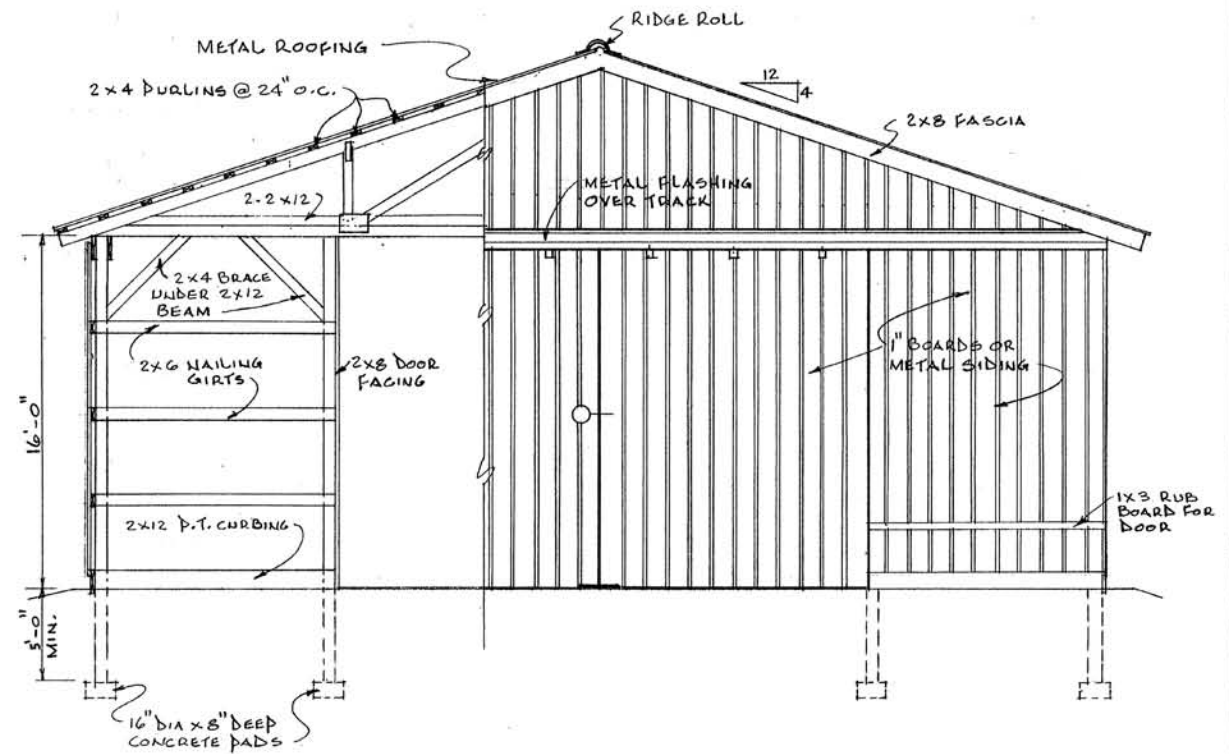 RIDGE ROLL
METAL ROOFING
2x4 PURLINS @ 24" O.C.
12
4
2x8 FASCIA
METAL FLASHING
OVER TRACK
2-2x12
2x4 BRACE
UNDER 2x12
BEAM
2x6 NAILING
GIRTS
2x8 DOOR
FACING
1" BOARDS OR
METAL SIDING
16'-0"
2x12 P.T. CURBING
1x3 RUB
BOARD FOR
DOOR
5'-0"
MIN.
16" DIA x 8" DEEP
CONCRETE PADS